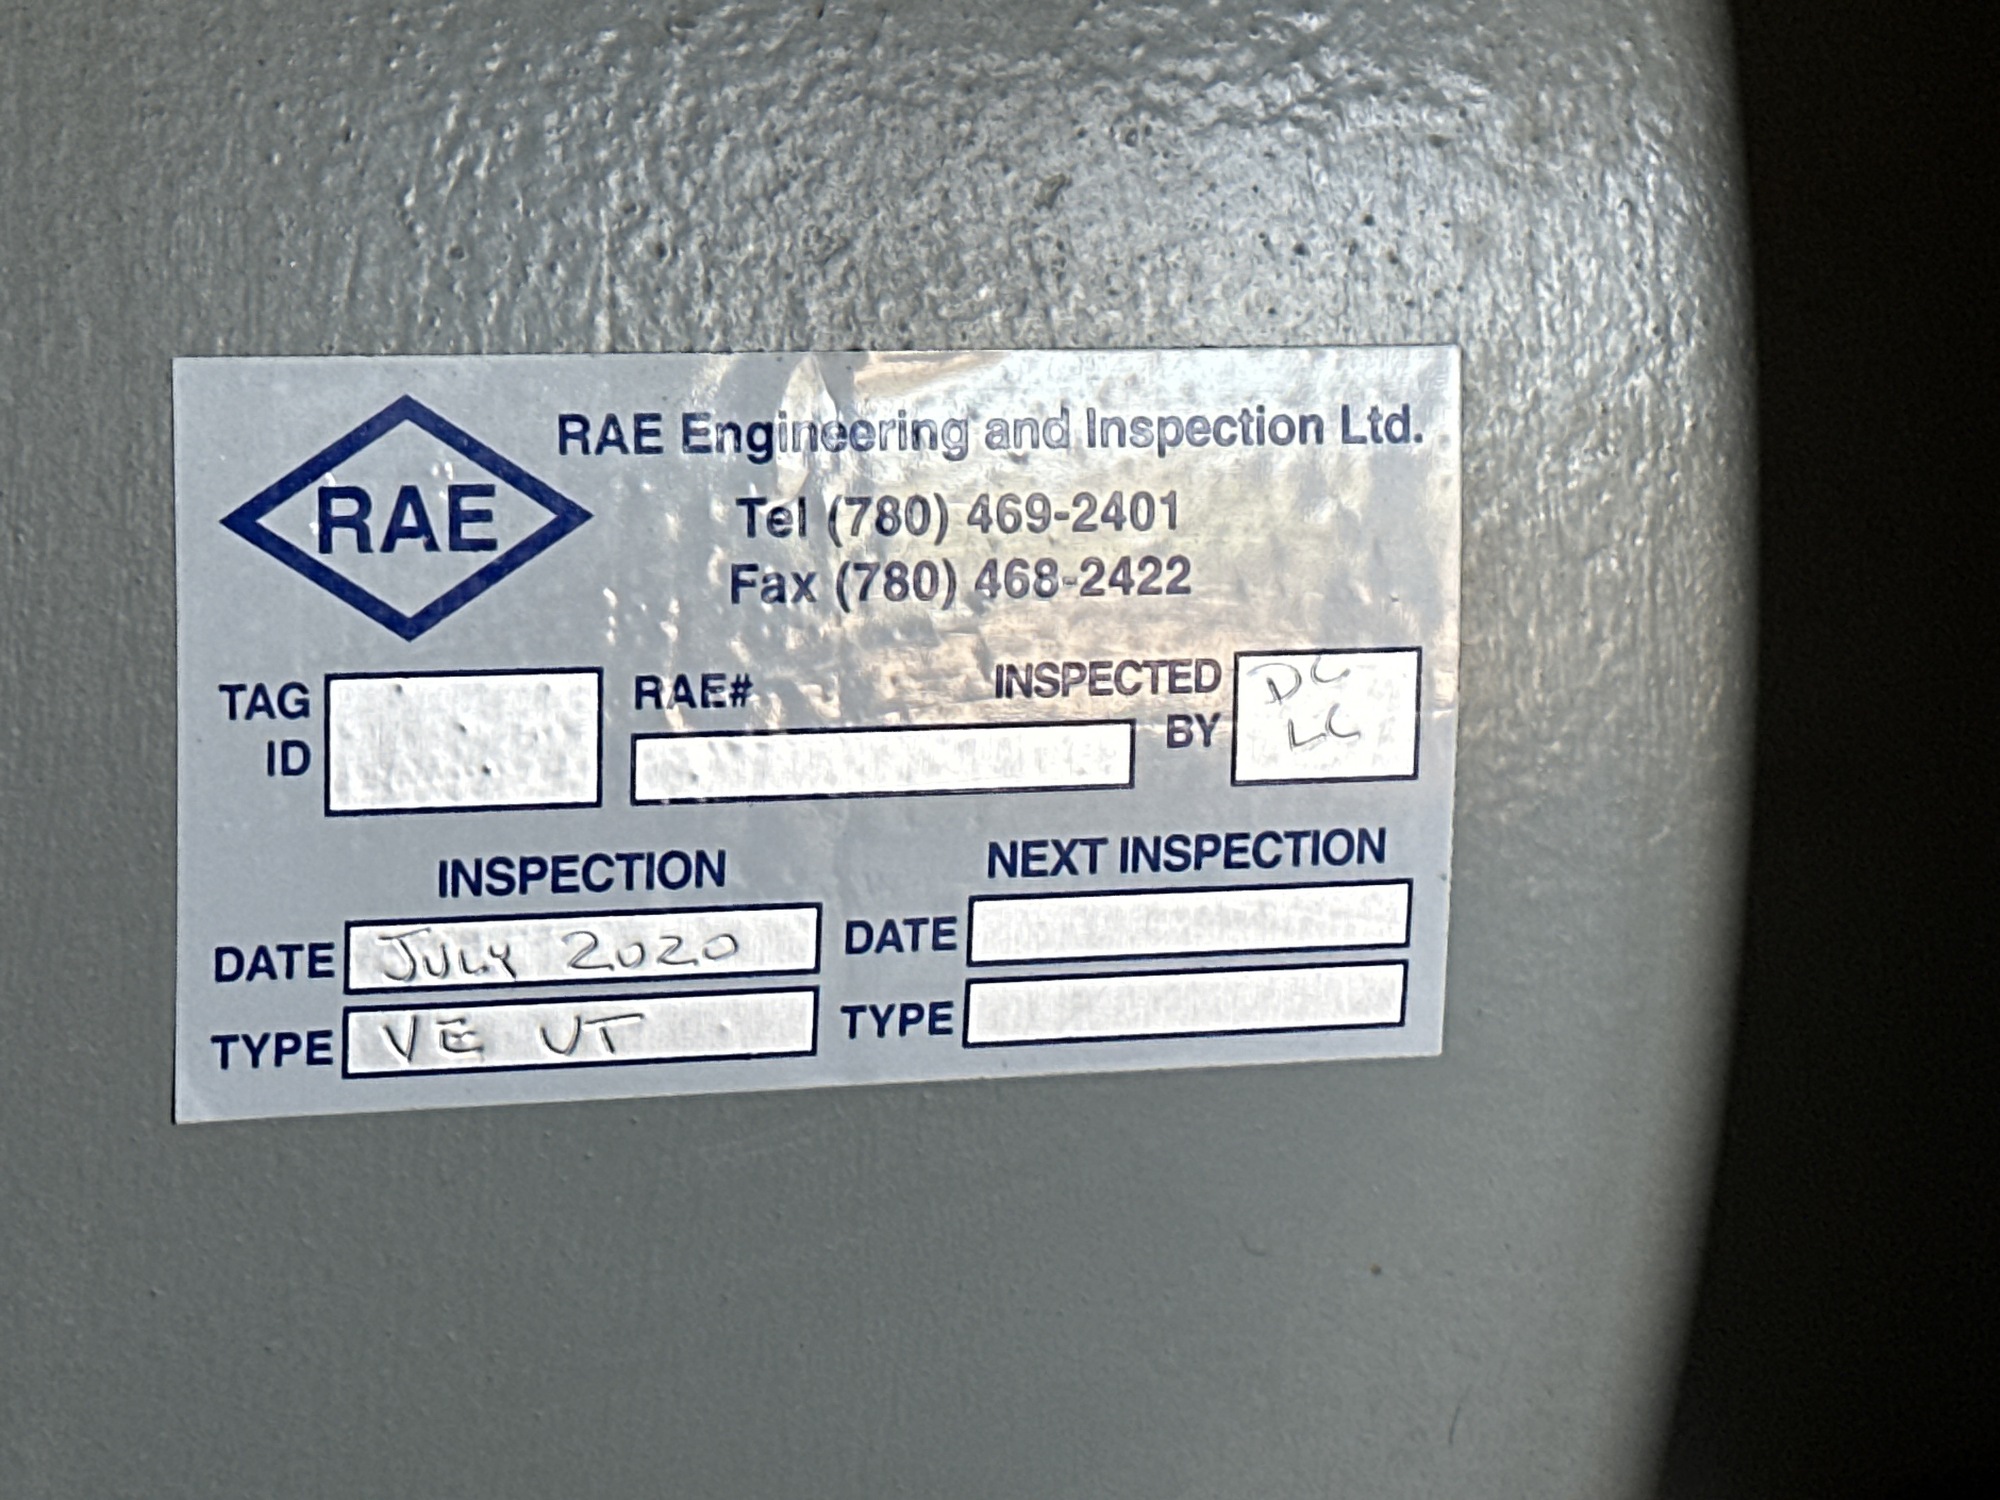 RAE
RAE Engineering and Inspection Ltd.
Tel (780) 469-2401
Fax (780) 468-2422
TAG ID
RAE#
INSPECTED BY
DC
LC
INSPECTION
DATE July 2020
TYPE VE UT
NEXT INSPECTION
DATE
TYPE